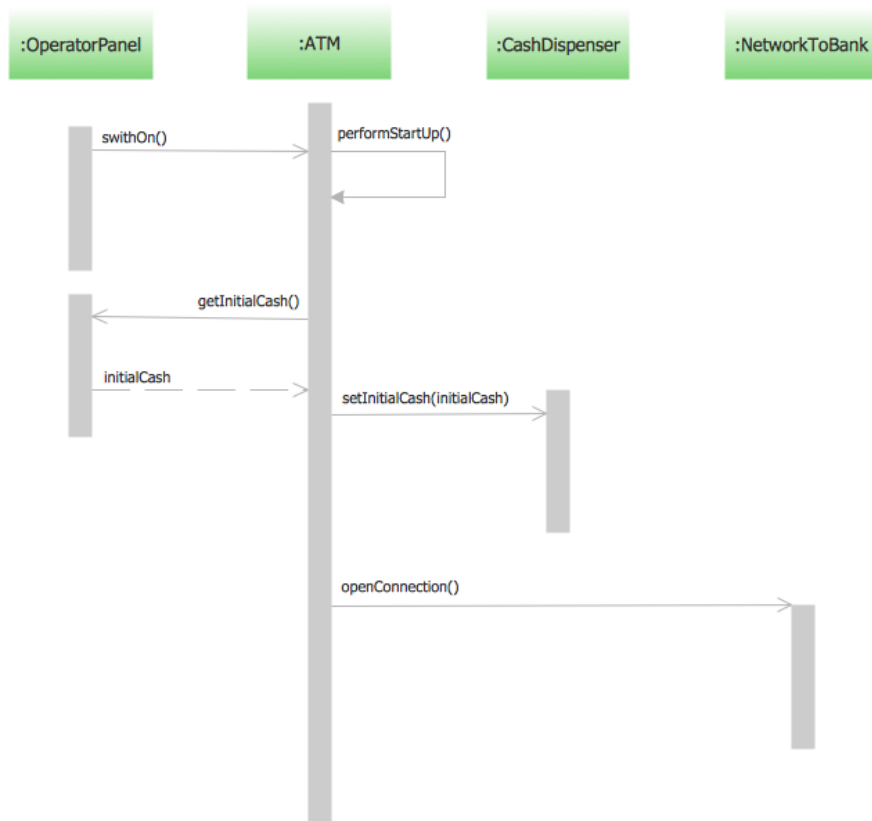 :OperatorPanel
:ATM
:CashDispenser
:NetworkToBank
swithOn()
performStartUp()
getInitialCash()
initialCash
setInitialCash(initialCash)
openConnection()